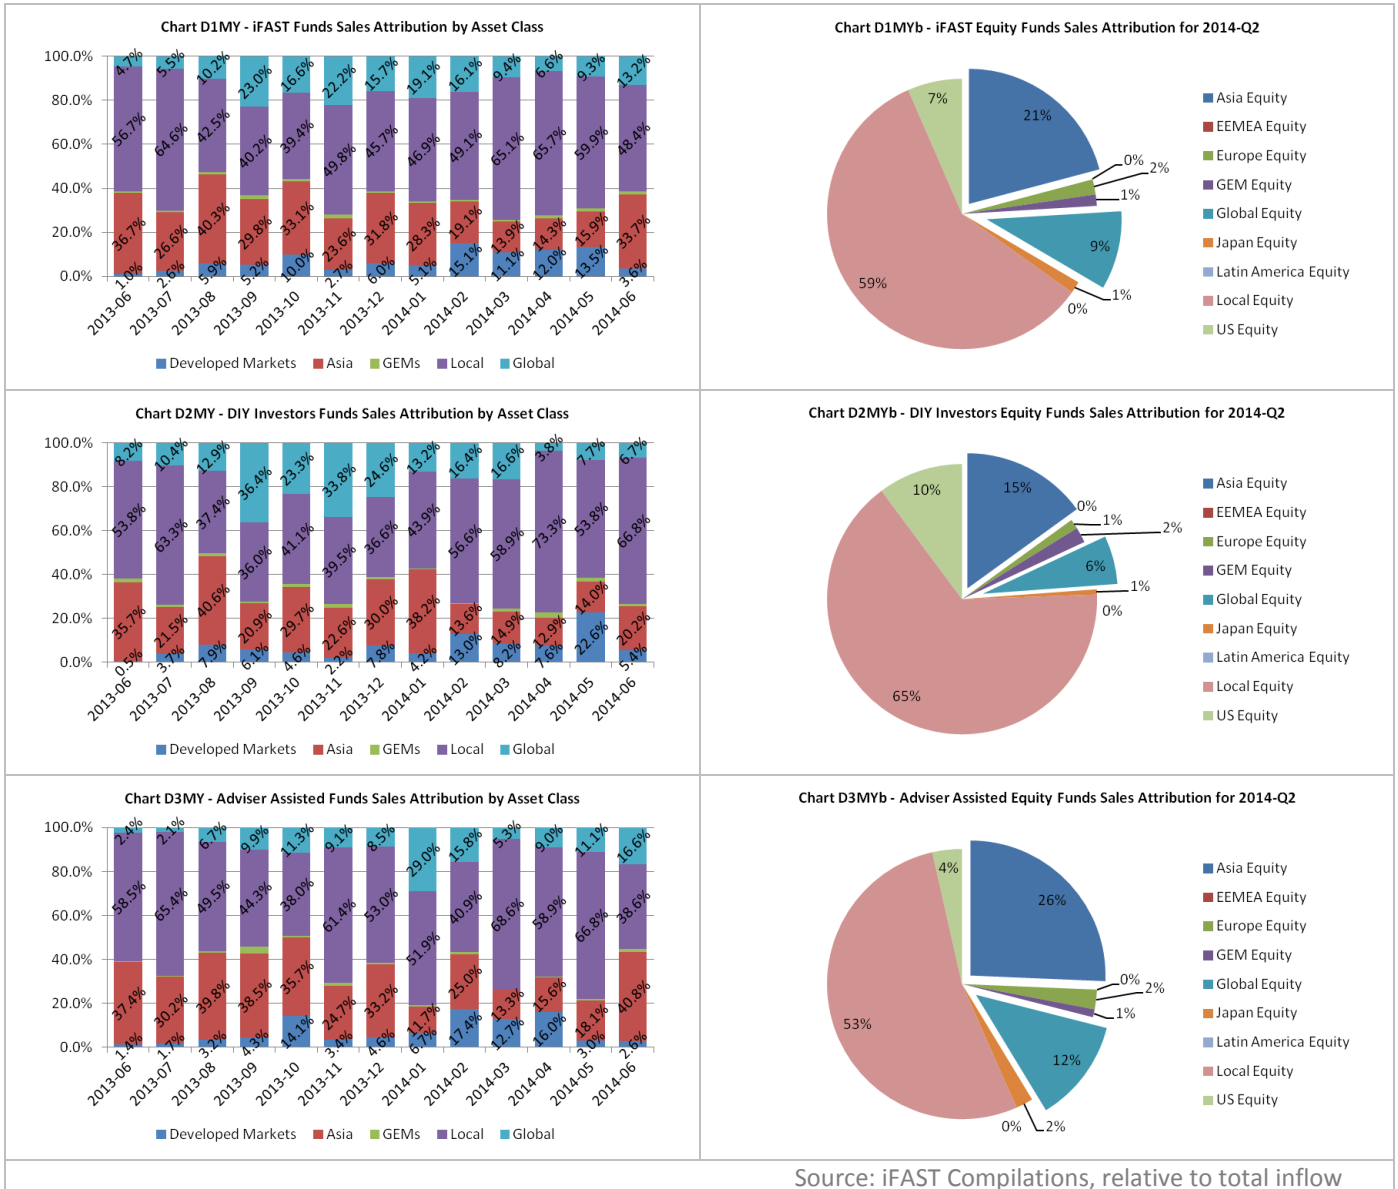 Chart D1MY - iFAST Funds Sales Attribution by Asset Class
100.0%
80.0%
60.0%
40.0%
20.0%
0.0%
4.7% 5.5% 10.2% 23.0% 16.6% 22.2% 15.7% 19.1% 16.1% 9.4% 6.6% 9.3% 13.2%
56.7% 64.6% 42.5% 40.2% 39.4% 49.8% 45.7% 46.9% 49.1% 65.1% 65.7% 59.9% 48.4%
36.7% 26.6% 40.3% 29.8% 33.1% 23.6% 31.8% 28.3% 19.1% 13.9% 14.3% 15.9% 33.7%
1.0% 2.6% 5.9% 5.2% 10.0% 2.7% 6.0% 5.1% 15.1% 11.1% 12.0% 13.5% 3.6%
2013-06 2013-07 2013-08 2013-09 2013-10 2013-11 2013-12 2014-01 2014-02 2014-03 2014-04 2014-05 2014-06
Developed Markets Asia GEMs Local Global
Chart D1MYb - iFAST Equity Funds Sales Attribution for 2014-Q2
7%
21%
0%
2%
1%
9%
1%
0%
59%
Asia Equity
EEMEA Equity
Europe Equity
GEM Equity
Global Equity
Japan Equity
Latin America Equity
Local Equity
US Equity
Chart D2MY - DIY Investors Funds Sales Attribution by Asset Class
100.0%
80.0%
60.0%
40.0%
20.0%
0.0%
8.2% 10.4% 12.9% 36.4% 23.3% 33.8% 24.6% 13.2% 16.4% 16.6% 3.8% 7.7% 6.7%
53.8% 63.3% 37.4% 36.0% 41.1% 39.5% 36.6% 43.9% 56.6% 58.9% 73.3% 53.8% 66.8%
35.7% 21.5% 40.6% 20.9% 29.7% 22.6% 30.0% 38.2% 13.6% 14.9% 12.9% 14.0% 20.2%
0.5% 3.7% 7.9% 6.1% 4.6% 2.2% 7.8% 4.2% 13.0% 8.2% 7.6% 22.6% 5.4%
2013-06 2013-07 2013-08 2013-09 2013-10 2013-11 2013-12 2014-01 2014-02 2014-03 2014-04 2014-05 2014-06
Developed Markets Asia GEMs Local Global
Chart D2MYb - DIY Investors Equity Funds Sales Attribution for 2014-Q2
10%
15%
0%
1%
2%
6%
1%
0%
65%
Asia Equity
EEMEA Equity
Europe Equity
GEM Equity
Global Equity
Japan Equity
Latin America Equity
Local Equity
US Equity
Chart D3MY - Adviser Assisted Funds Sales Attribution by Asset Class
100.0%
80.0%
60.0%
40.0%
20.0%
0.0%
2.4% 2.1% 6.7% 9.9% 11.3% 9.1% 8.5% 29.0% 15.8% 5.3% 9.0% 11.1% 16.6%
58.5% 65.4% 49.5% 44.3% 38.0% 61.4% 53.0% 51.9% 40.9% 68.6% 58.9% 66.8% 38.6%
37.4% 30.2% 39.8% 38.5% 35.7% 24.7% 33.2% 11.7% 25.0% 13.3% 15.6% 18.1% 40.8%
1.4% 1.7% 3.2% 4.3% 14.1% 3.4% 4.6% 6.7% 17.4% 12.7% 16.0% 3.0% 2.6%
2013-06 2013-07 2013-08 2013-09 2013-10 2013-11 2013-12 2014-01 2014-02 2014-03 2014-04 2014-05 2014-06
Developed Markets Asia GEMs Local Global
Chart D3MYb - Adviser Assisted Equity Funds Sales Attribution for 2014-Q2
4%
26%
0%
2%
1%
12%
2%
0%
53%
Asia Equity
EEMEA Equity
Europe Equity
GEM Equity
Global Equity
Japan Equity
Latin America Equity
Local Equity
US Equity
Source: iFAST Compilations, relative to total inflow